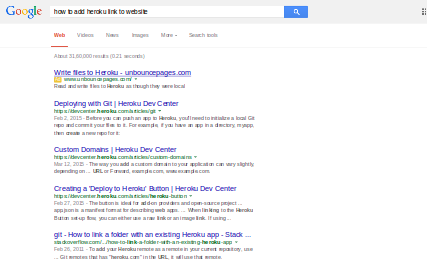 Google how to add heroku link to website
Web Videos News Images More Search tools
About 31,60,000 results (0.21 seconds)
Write files to Heroku - unbouncepages.com
Ad www.unbouncepages.com/
Read and write files to Heroku as though they were local
Deploying with Git | Heroku Dev Center
https://devcenter.heroku.com/articles/git
Feb 2, 2015 - Before you can push an app to Heroku, you'll need to initialize a local Git
repo and commit your files to it. For example, if you have an app in a directory, myapp,
then create a new repo for it:
Custom Domains | Heroku Dev Center
https://devcenter.heroku.com/articles/custom-domains
Mar 12, 2015 - The way you add a custom domain to your application can vary slightly,
depending on ... URL or Forward, example.com, www.example.com.
Creating a 'Deploy to Heroku' Button | Heroku Dev Center
https://devcenter.heroku.com/articles/heroku-button
Feb 27, 2015 - The button is ideal for addon providers and open-source project ...
app.json is a manifest format for describing web apps. ... When linking to the Heroku
Button setup flow, you can either use a raw link or an image link. If using ...
git - How to link a folder with an existing Heroku app - Stack ...
stackoverflow.com/.../how-to-link-a-folder-with-an-existing-heroku-app
Feb 26, 2011 - To add your Heroku remote as a remote in your current repository, use
... Git remotes that has "heroku.com" in the URL, it will use that remote.